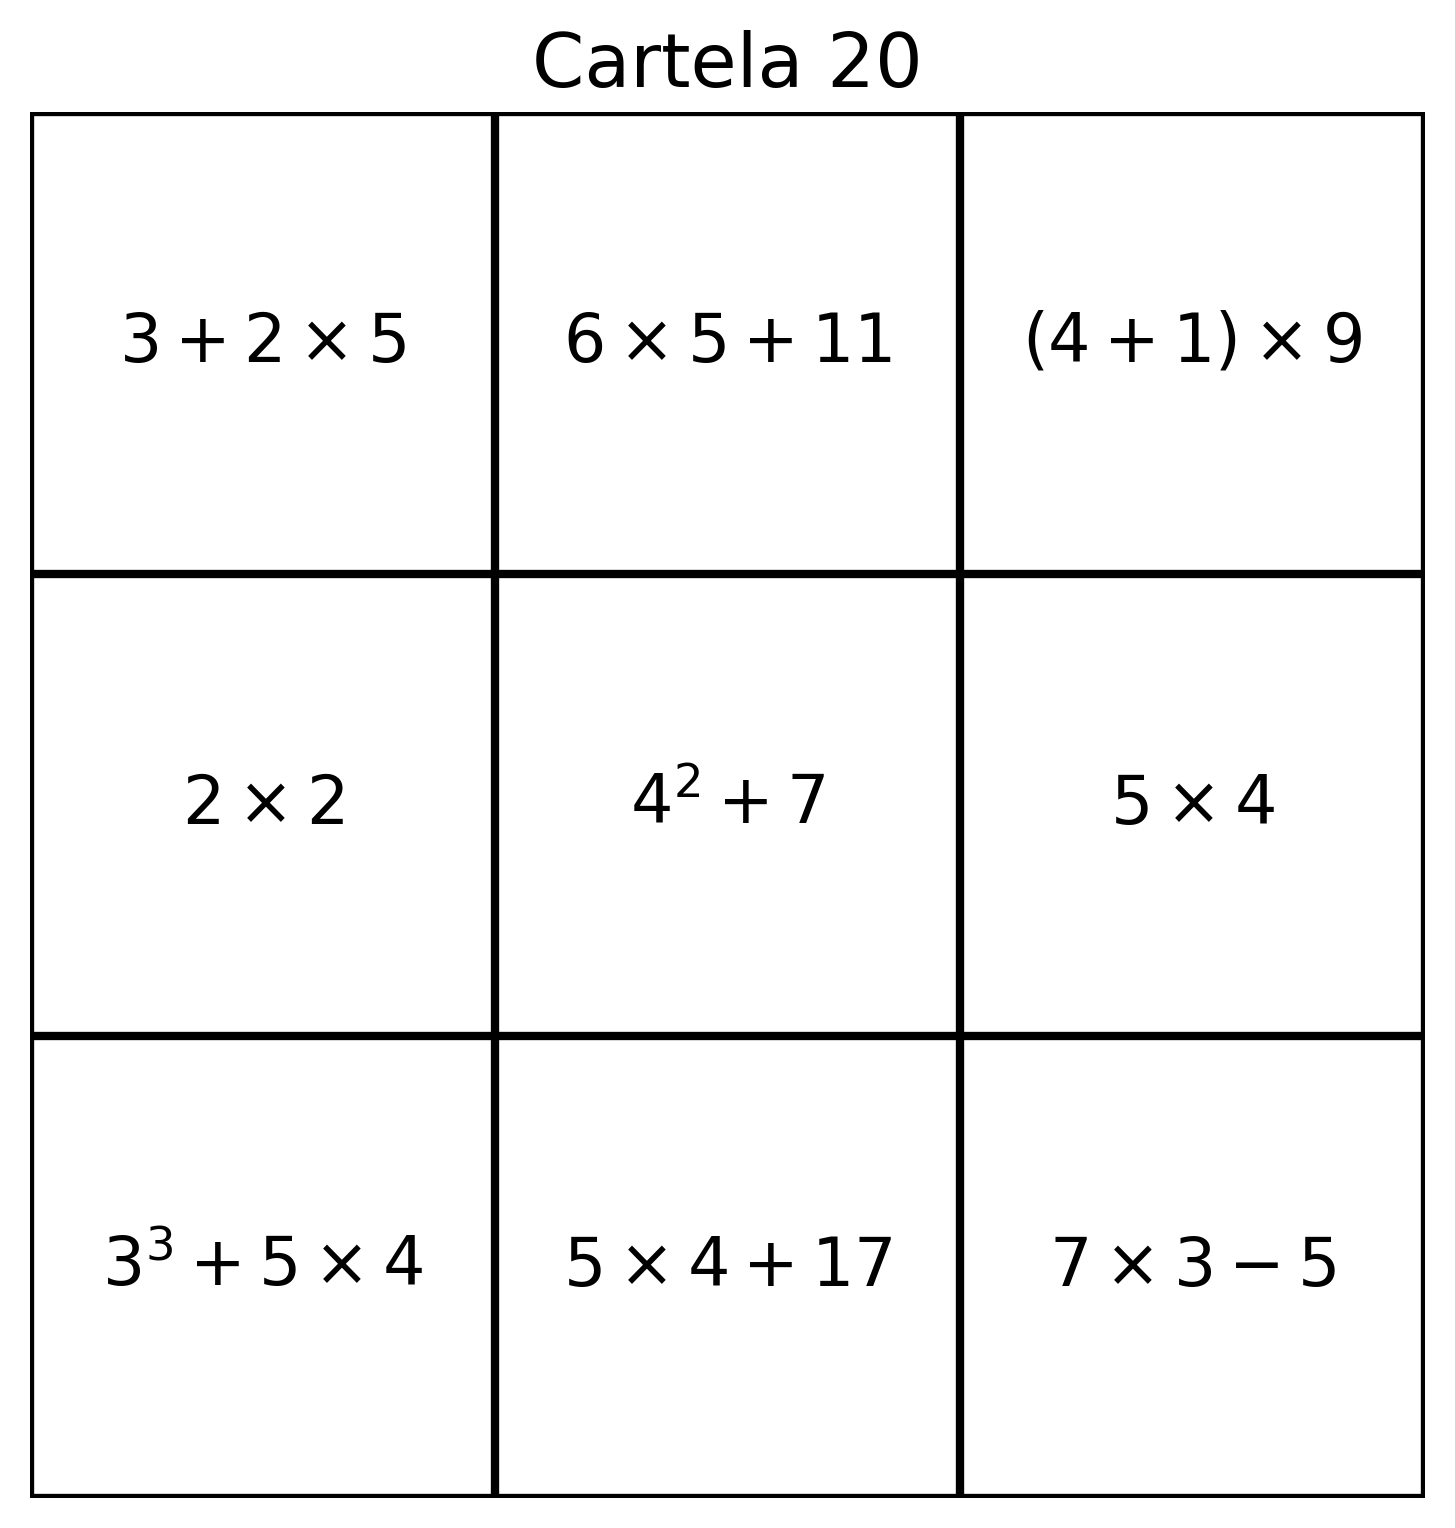 Cartela 20
3 + 2 × 5
6 × 5 + 11
(4 + 1) × 9
2 × 2
4² + 7
5 × 4
3³ + 5 × 4
5 × 4 + 17
7 × 3 − 5